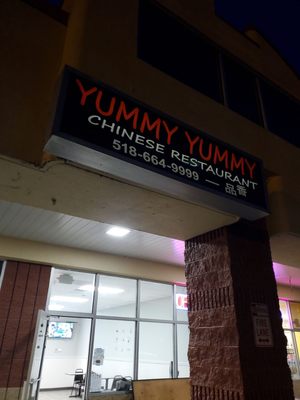 YUMMY YUMMY
CHINESE RESTAURANT
518-664-9999 — 品香